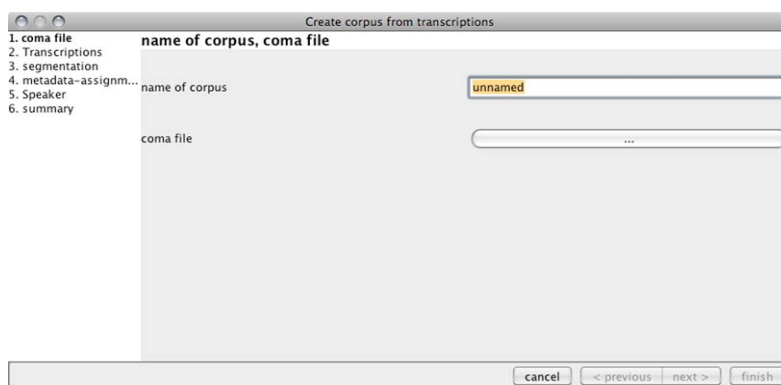 Create corpus from transcriptions
1. coma file
2. Transcriptions
3. segmentation
4. metadata-assignm...
5. Speaker
6. summary
name of corpus, coma file
name of corpus
unnamed
coma file
...
cancel
< previous
next >
finish